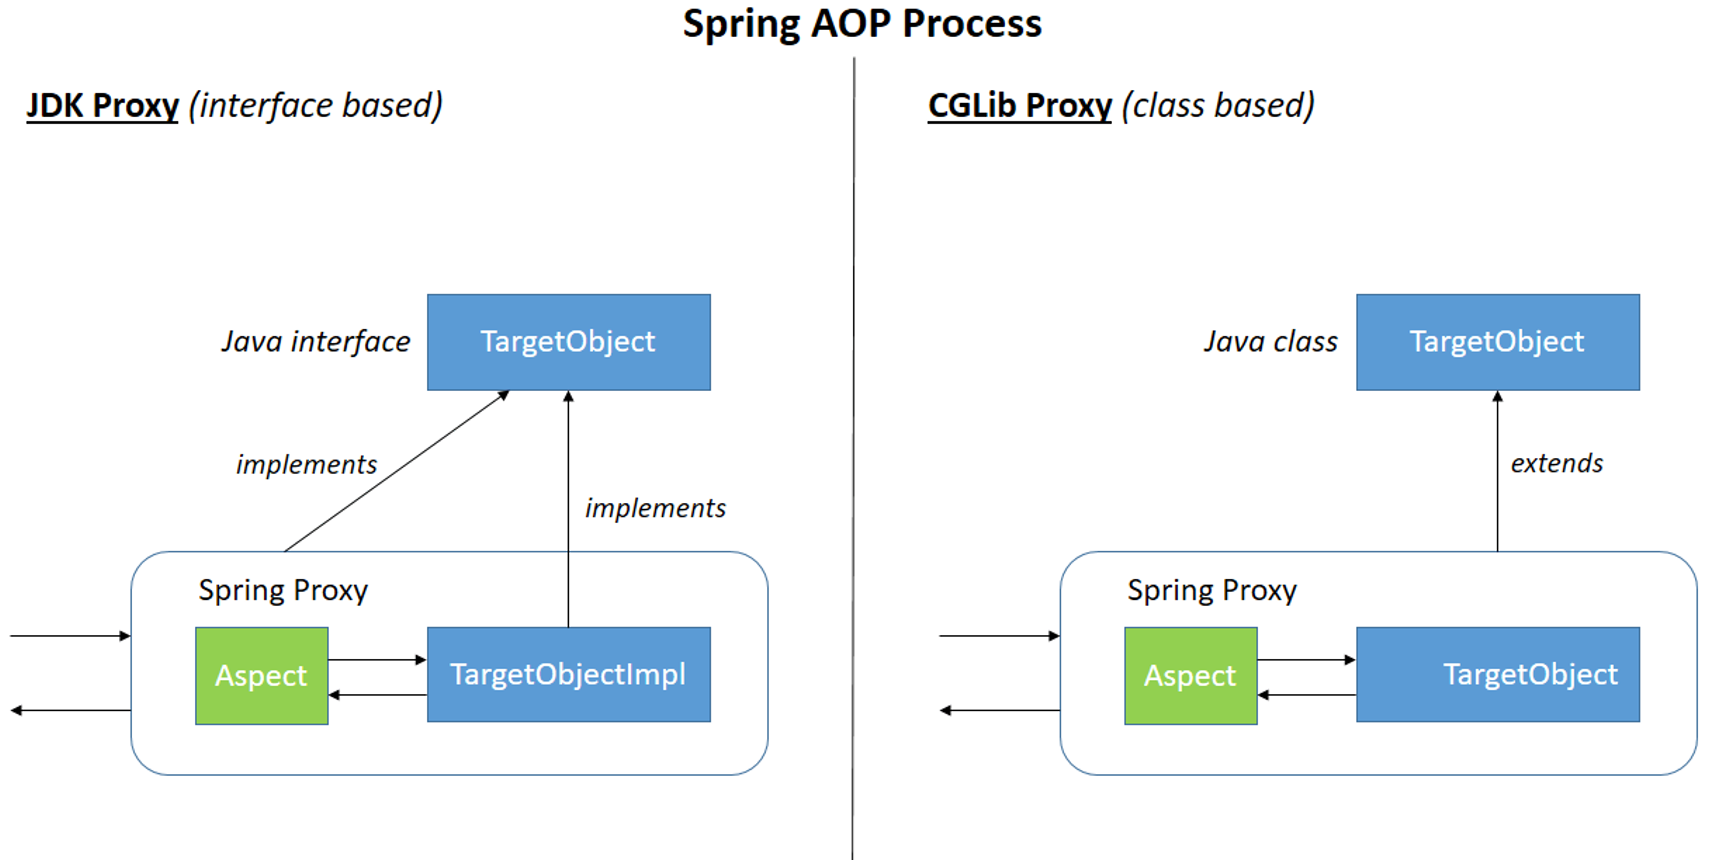 Spring AOP Process
JDK Proxy (interface based)
Java interface
TargetObject
implements
implements
Spring Proxy
Aspect
TargetObjectImpl
CGLib Proxy (class based)
Java class
TargetObject
extends
Spring Proxy
Aspect
TargetObject